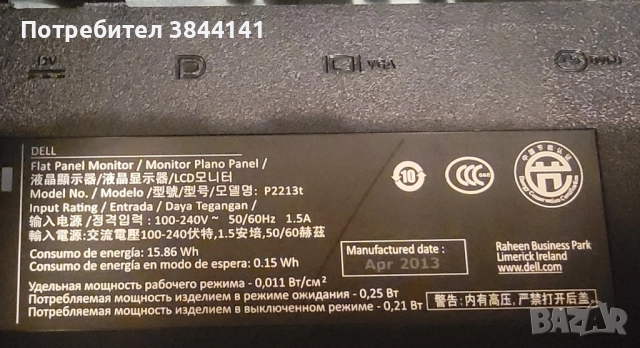 Потребител 3844141
12V
VGA
DVI-D
DELL
Flat Panel Monitor / Monitor Plano Panel /
液晶顯示器/液晶显示器/LCD모니터
Model No. / Modelo /型號/型号/모델명: P2213t
Input Rating / Entrada / Daya Tegangan /
输入电源 /정격입력 : 100-240V~ 50/60Hz 1.5A
輸入電源:交流電壓100-240伏特,1.5安培,50/60赫茲
Consumo de energía: 15.86 Wh
Consumo de energía en modo de espera: 0.15 Wh
Удельная мощность рабочего режима - 0,011 Вт/см²
Потребляемая мощность изделием в режиме ожидания - 0,25 Вт
Потребляемая мощность изделием в выключенном режиме - 0,21 Вт
10
CCC
Manufactured date :
Apr 2013
Raheen Business Park
Limerick Ireland
www.dell.com
警告: 内有高压, 严禁打开后盖
BAZAR